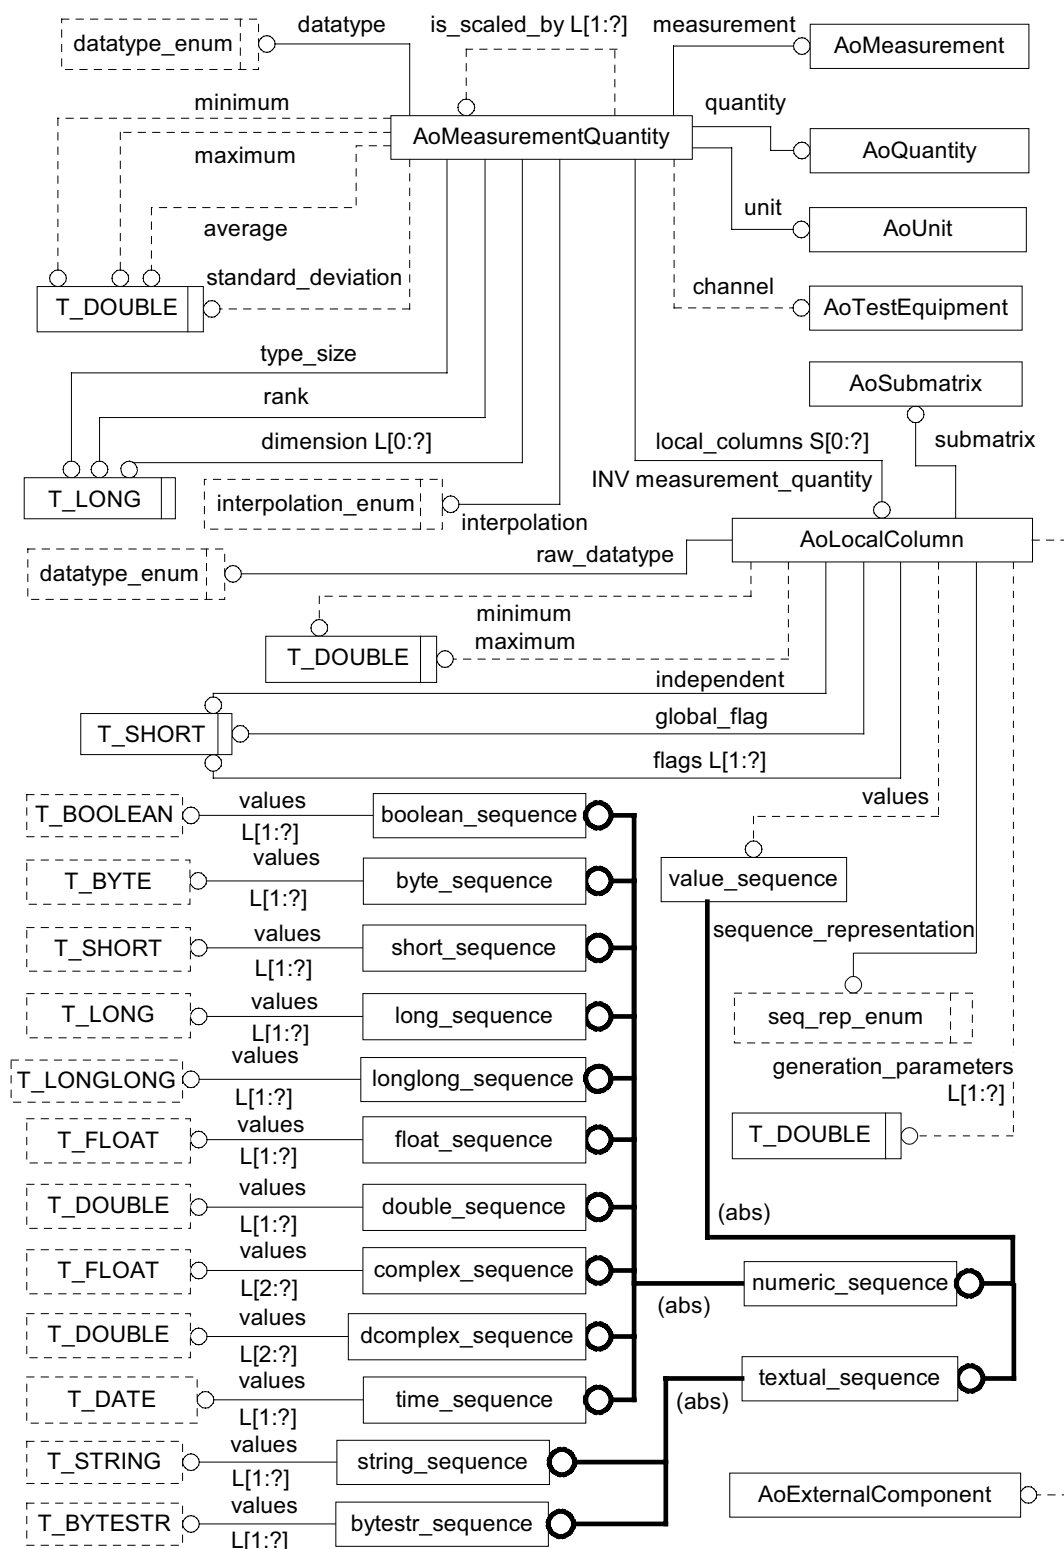 datatype is_scaled_by L[1:?] measurement
datatype_enum AoMeasurement
minimum quantity
AoMeasurementQuantity
maximum AoQuantity
unit
average AoUnit
standard_deviation channel
T_DOUBLE AoTestEquipment
type_size
AoSubmatrix
rank
dimension L[0:?] local_columns S[0:?] submatrix
INV measurement_quantity
T_LONG interpolation_enum
interpolation
AoLocalColumn
raw_datatype
datatype_enum
minimum
maximum
T_DOUBLE
independent
global_flag
T_SHORT
flags L[1:?]
values
T_BOOLEAN values boolean_sequence
L[1:?]
values
T_BYTE byte_sequence value_sequence
L[1:?]
values sequence_representation
T_SHORT short_sequence
L[1:?]
values
T_LONG long_sequence seq_rep_enum
L[1:?]
values generation_parameters
T_LONGLONG longlong_sequence
L[1:?] L[1:?]
values
T_FLOAT float_sequence T_DOUBLE
L[1:?]
values
T_DOUBLE double_sequence (abs)
L[1:?]
values
T_FLOAT complex_sequence numeric_sequence
L[2:?] (abs)
values
T_DOUBLE dcomplex_sequence
L[2:?]
values textual_sequence
T_DATE time_sequence (abs)
L[1:?]
values
T_STRING string_sequence
L[1:?]
AoExternalComponent
values
T_BYTESTR bytestr_sequence
L[1:?]